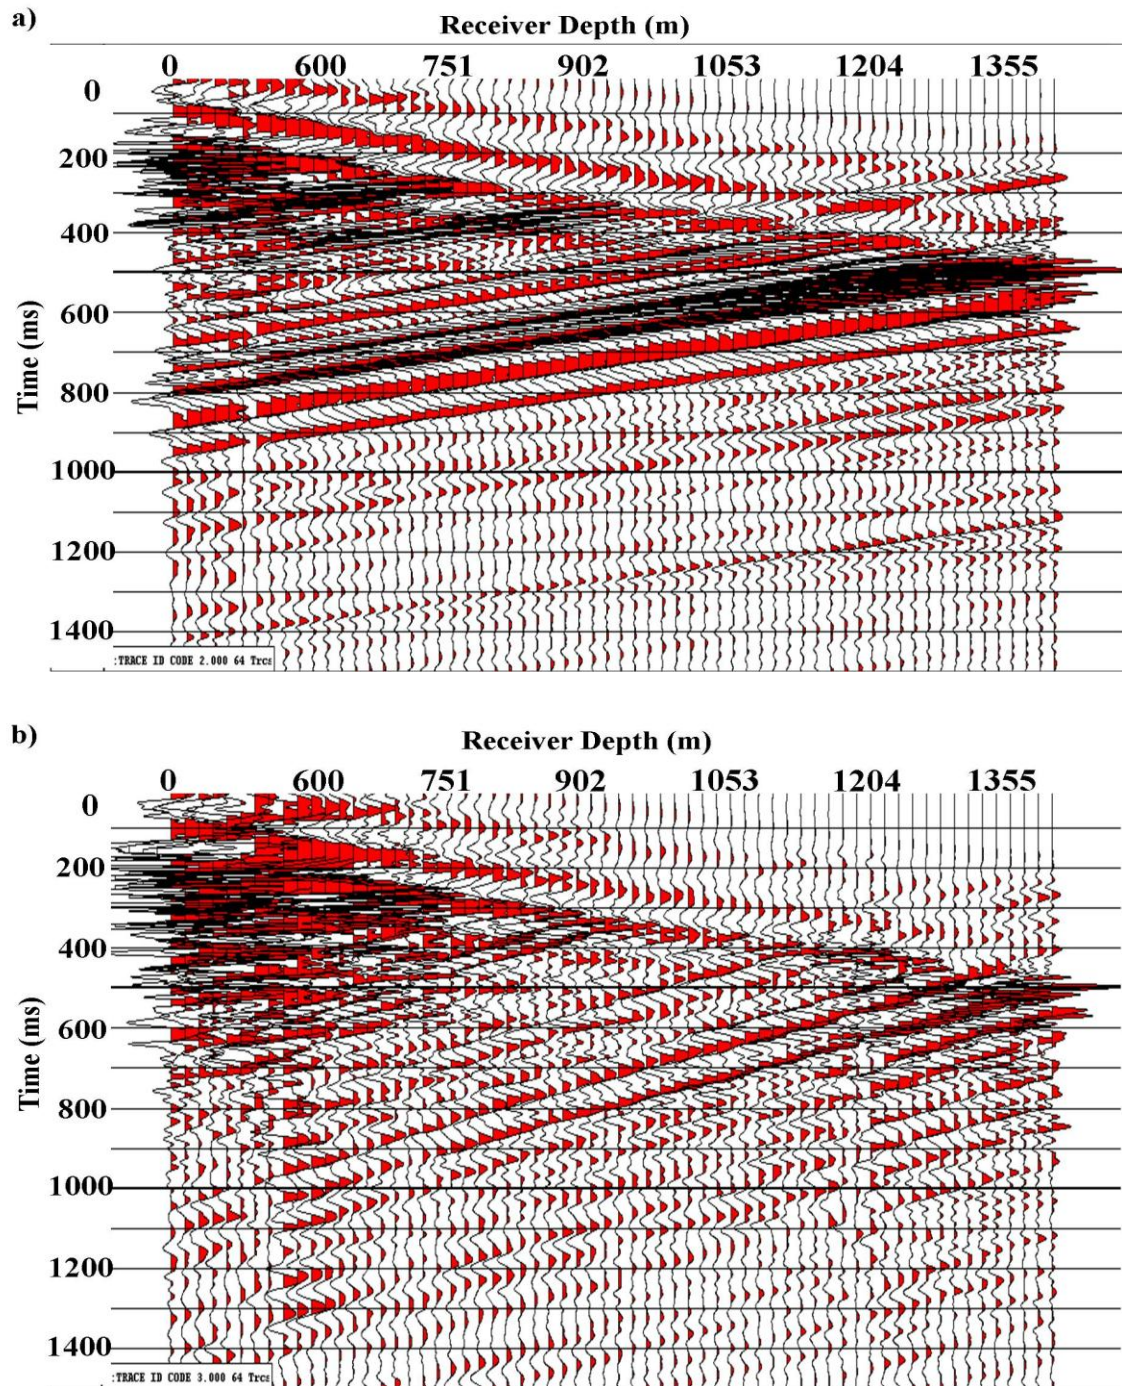 a)
Receiver Depth (m)
0 600 751 902 1053 1204 1355
0
200
400
600
800
1000
1200
1400
Time (ms)
:TRACE ID CODE 2.000 64 Trcs
b)
Receiver Depth (m)
0 600 751 902 1053 1204 1355
0
200
400
600
800
1000
1200
1400
Time (ms)
:TRACE ID CODE 3.000 64 Trcs